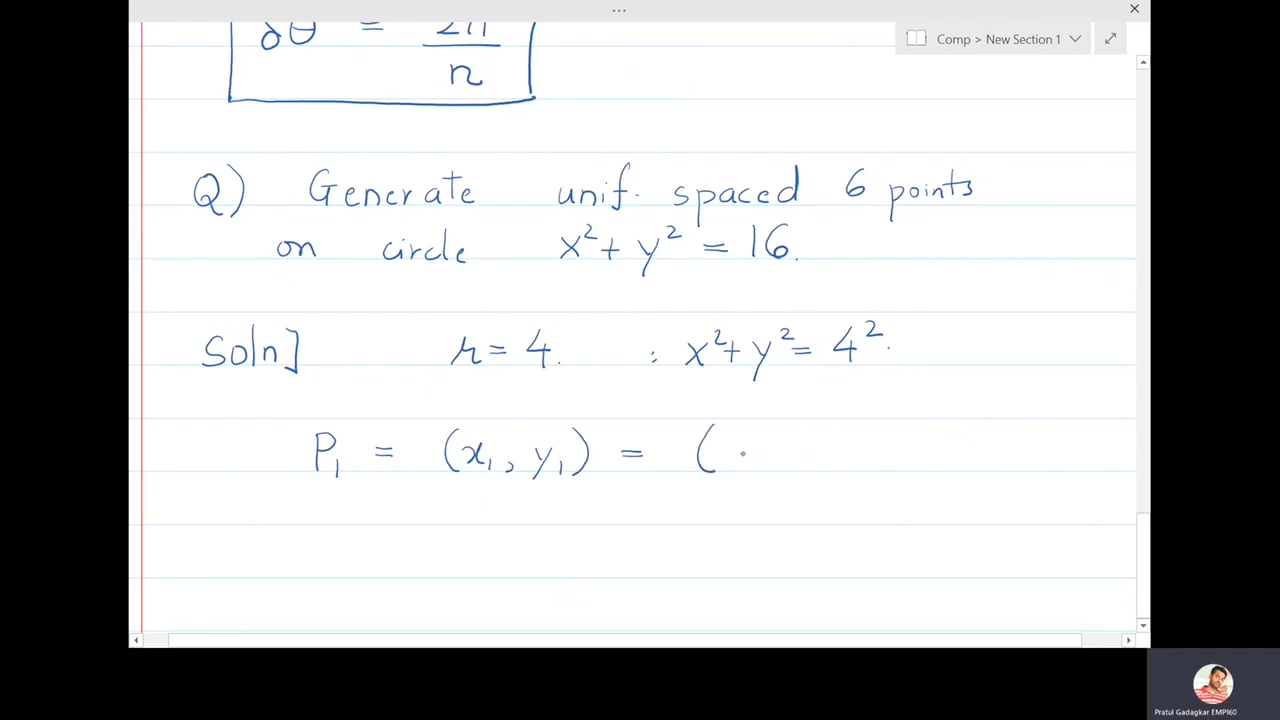 Comp > New Section 1
δθ = 2π
n
Q) Generate unif. spaced 6 points
on circle x² + y² = 16.
Soln] r = 4. : x² + y² = 4².
P₁ = (x₁, y₁) = (
Pratul Gadagkar EMP160